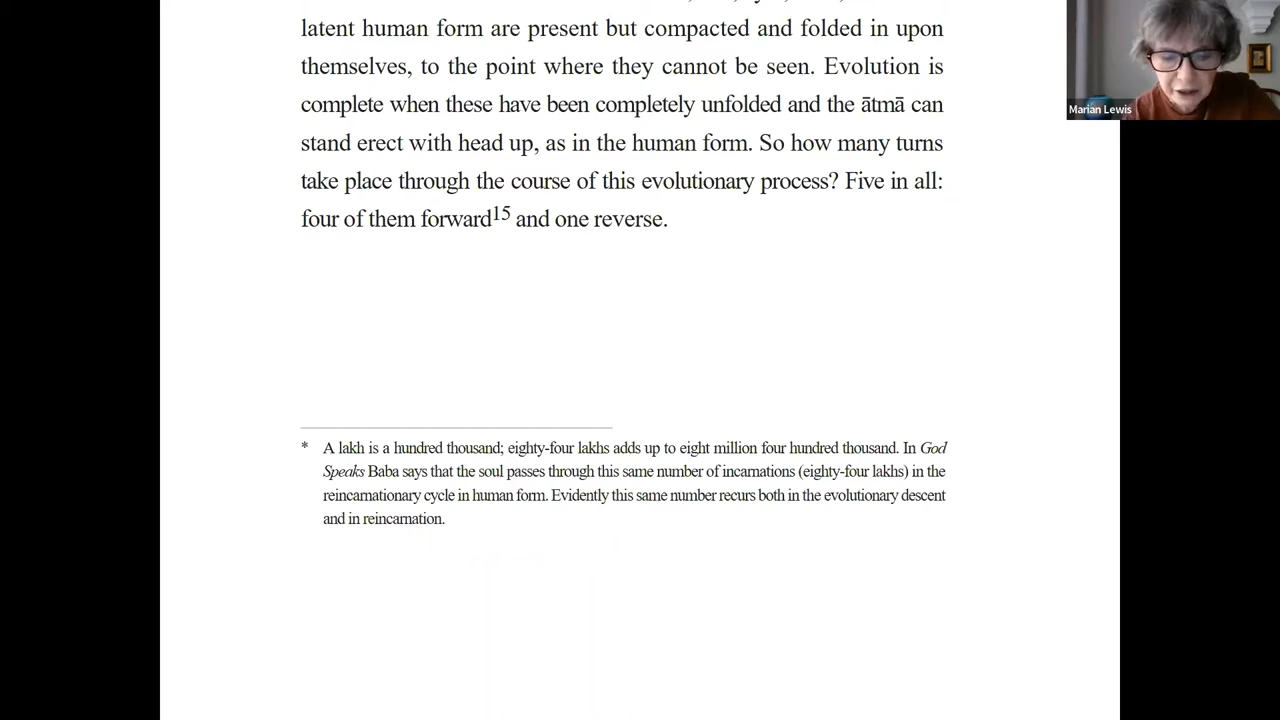 latent human form are present but compacted and folded in upon
themselves, to the point where they cannot be seen. Evolution is
complete when these have been completely unfolded and the ātmā can
stand erect with head up, as in the human form. So how many turns
take place through the course of this evolutionary process? Five in all:
four of them forward15 and one reverse.
* A lakh is a hundred thousand; eighty-four lakhs adds up to eight million four hundred thousand. In God
Speaks Baba says that the soul passes through this same number of incarnations (eighty-four lakhs) in the
reincarnationary cycle in human form. Evidently this same number recurs both in the evolutionary descent
and in reincarnation.
Marian Lewis